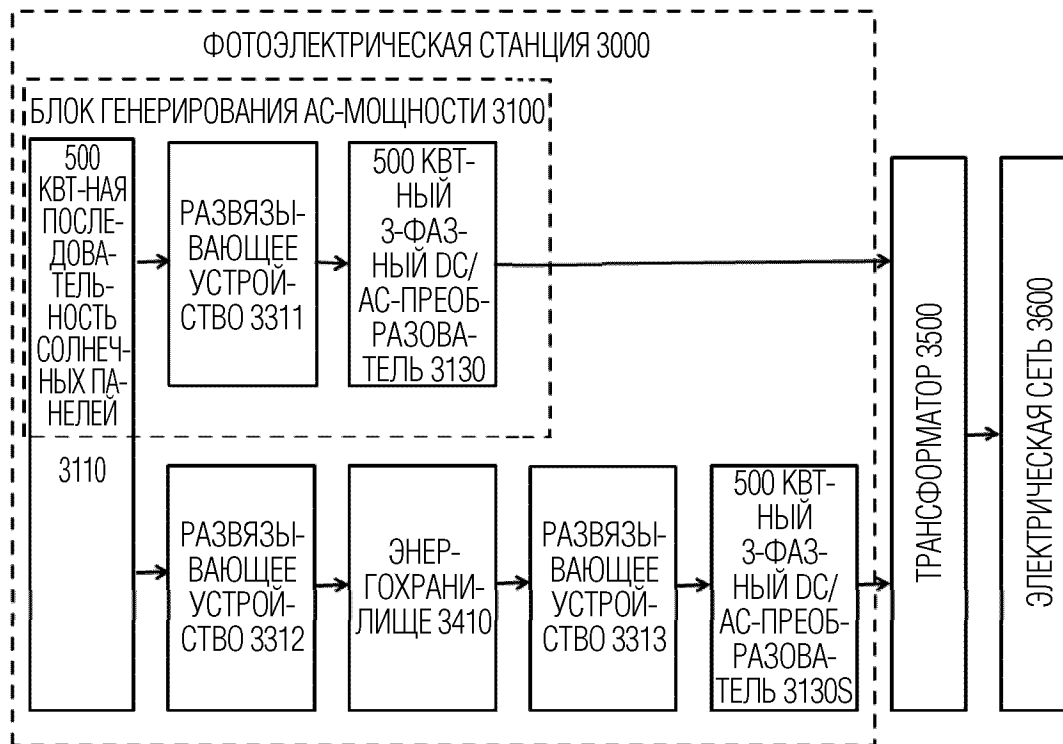 ФОТОЭЛЕКТРИЧЕСКАЯ СТАНЦИЯ 3000
БЛОК ГЕНЕРИРОВАНИЯ AC-МОЩНОСТИ 3100
500
КВТ-НАЯ
ПОСЛЕ-
ДОВА-
ТЕЛЬ-
НОСТЬ
СОЛНЕЧ-
НЫХ ПА-
НЕЛЕЙ
3110
РАЗВЯЗЫ-
ВАЮЩЕЕ
УСТРОЙ-
СТВО 3311
500 КВТ-
НЫЙ
3-ФАЗ-
НЫЙ DC/
AC-ПРЕОБ-
РАЗОВА-
ТЕЛЬ 3130
РАЗВЯЗЫ-
ВАЮЩЕЕ
УСТРОЙ-
СТВО 3312
ЭНЕР-
ГОХРАНИ-
ЛИЩЕ 3410
РАЗВЯЗЫ-
ВАЮЩЕЕ
УСТРОЙ-
СТВО 3313
500 КВТ-
НЫЙ
3-ФАЗ-
НЫЙ DC/
AC-ПРЕОБ-
РАЗОВА-
ТЕЛЬ 3130S
ТРАНСФОРМАТОР 3500
ЭЛЕКТРИЧЕСКАЯ СЕТЬ 3600